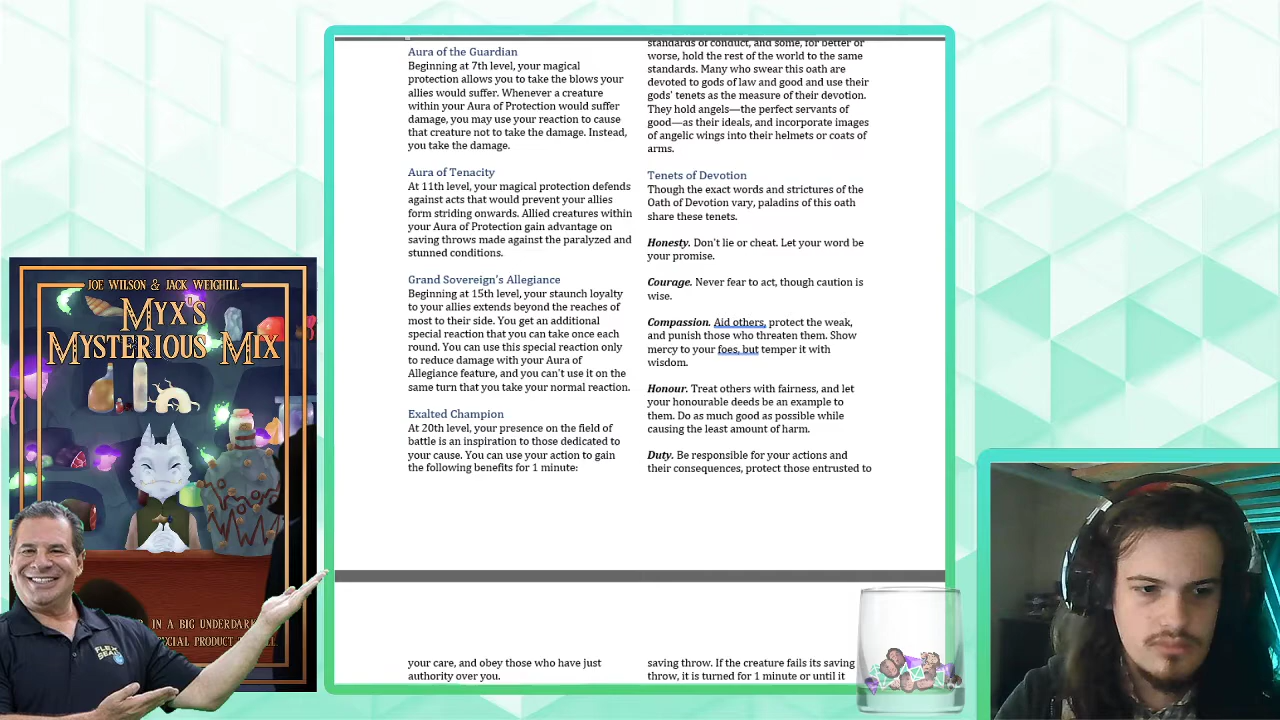 JOE WILSON & JACK WEIGHILL
MYX'S
MYSTERIOUS MIX
IN A BIG UNDERDARK
FLEX
SEAL
Aura of the Guardian
Beginning at 7th level, your magical
protection allows you to take the blows your
allies would suffer. Whenever a creature
within your Aura of Protection would suffer
damage, you may use your reaction to cause
that creature not to take the damage. Instead,
you take the damage.
Aura of Tenacity
At 11th level, your magical protection defends
against acts that would prevent your allies
form striding onwards. Allied creatures within
your Aura of Protection gain advantage on
saving throws made against the paralyzed and
stunned conditions.
Grand Sovereign's Allegiance
Beginning at 15th level, your staunch loyalty
to your allies extends beyond the reaches of
most to their side. You get an additional
special reaction that you can take once each
round. You can use this special reaction only
to reduce damage with your Aura of
Allegiance feature, and you can't use it on the
same turn that you take your normal reaction.
Exalted Champion
At 20th level, your presence on the field of
battle is an inspiration to those dedicated to
your cause. You can use your action to gain
the following benefits for 1 minute:
standards of conduct, and some, for better or
worse, hold the rest of the world to the same
standards. Many who swear this oath are
devoted to gods of law and good and use their
gods' tenets as the measure of their devotion.
They hold angels—the perfect servants of
good—as their ideals, and incorporate images
of angelic wings into their helmets or coats of
arms.
Tenets of Devotion
Though the exact words and strictures of the
Oath of Devotion vary, paladins of this oath
share these tenets.
Honesty. Don't lie or cheat. Let your word be
your promise.
Courage. Never fear to act, though caution is
wise.
Compassion. Aid others, protect the weak,
and punish those who threaten them. Show
mercy to your foes, but temper it with
wisdom.
Honour. Treat others with fairness, and let
your honourable deeds be an example to
them. Do as much good as possible while
causing the least amount of harm.
Duty. Be responsible for your actions and
their consequences, protect those entrusted to
your care, and obey those who have just
authority over you.
saving throw. If the creature fails its saving
throw, it is turned for 1 minute or until it